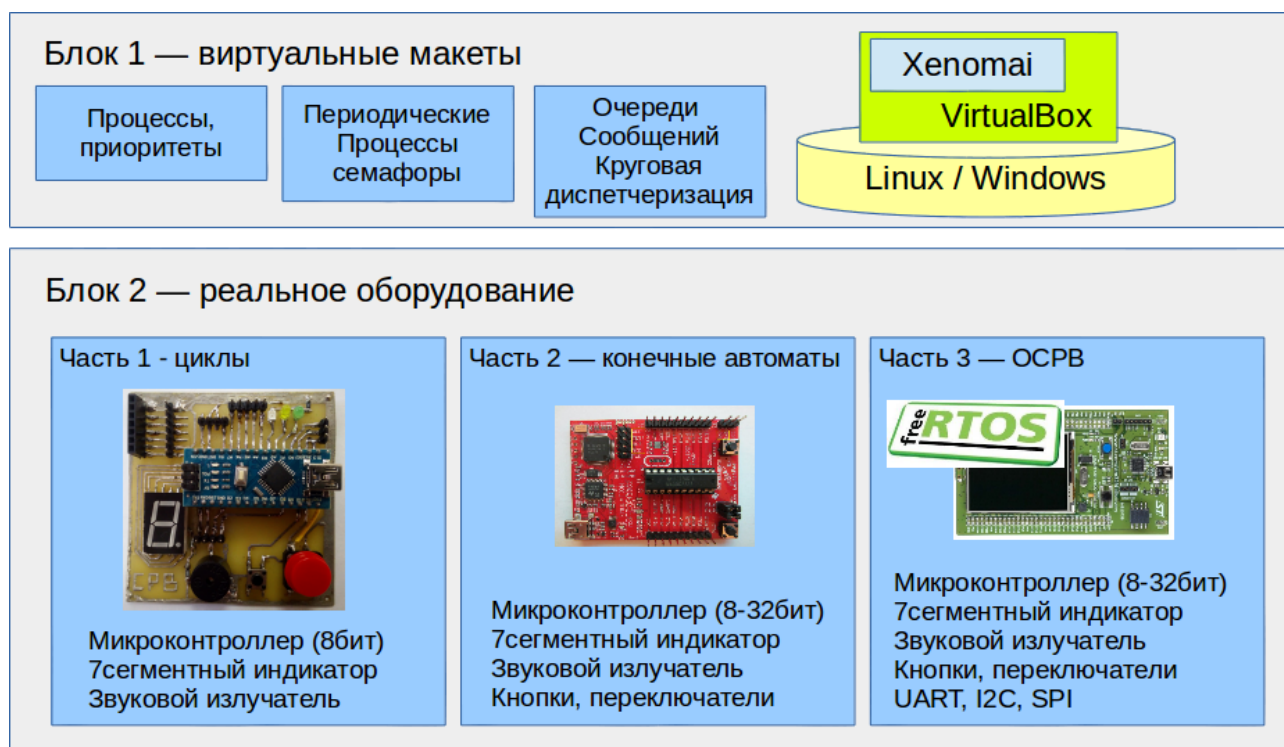 Блок 1 — виртуальные макеты
Процессы,
приоритеты
Периодические
Процессы
семафоры
Очереди
Сообщений
Круговая
диспетчеризация
Xenomai
VirtualBox
Linux / Windows
Блок 2 — реальное оборудование
Часть 1 - циклы
СРВ
Микроконтроллер (8бит)
7сегментный индикатор
Звуковой излучатель
Часть 2 — конечные автоматы
Микроконтроллер (8-32бит)
7сегментный индикатор
Звуковой излучатель
Кнопки, переключатели
Часть 3 — ОСРВ
free RTOS
Микроконтроллер (8-32бит)
7сегментный индикатор
Звуковой излучатель
Кнопки, переключатели
UART, I2C, SPI